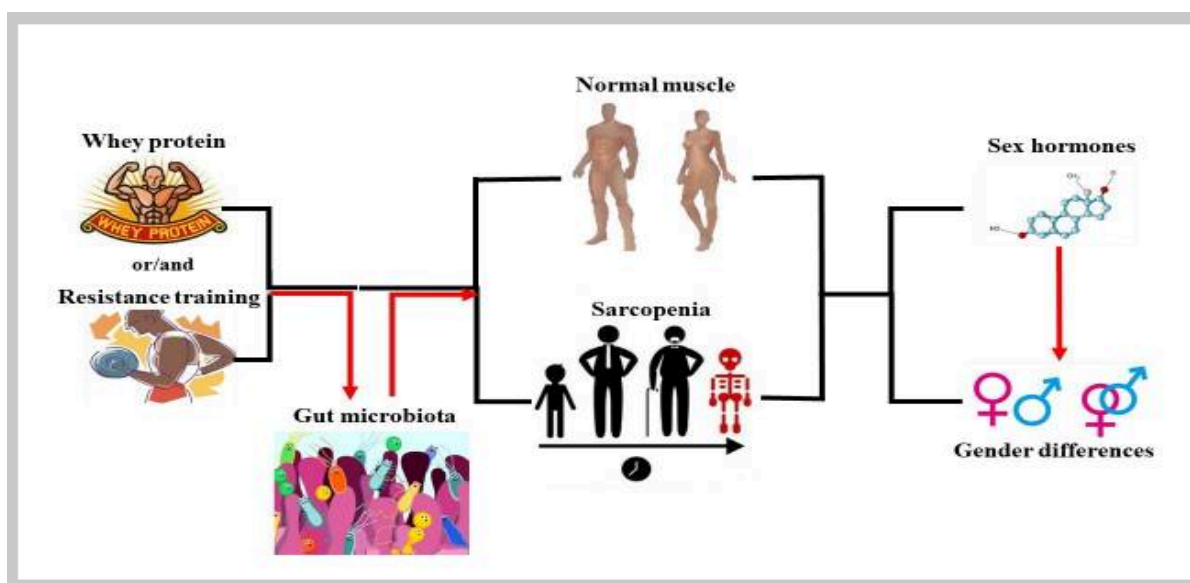 Normal muscle
Whey protein
Sex hormones
WHEY PROTEIN
or/and
Resistance training
Sarcopenia
Gut microbiota
Gender differences